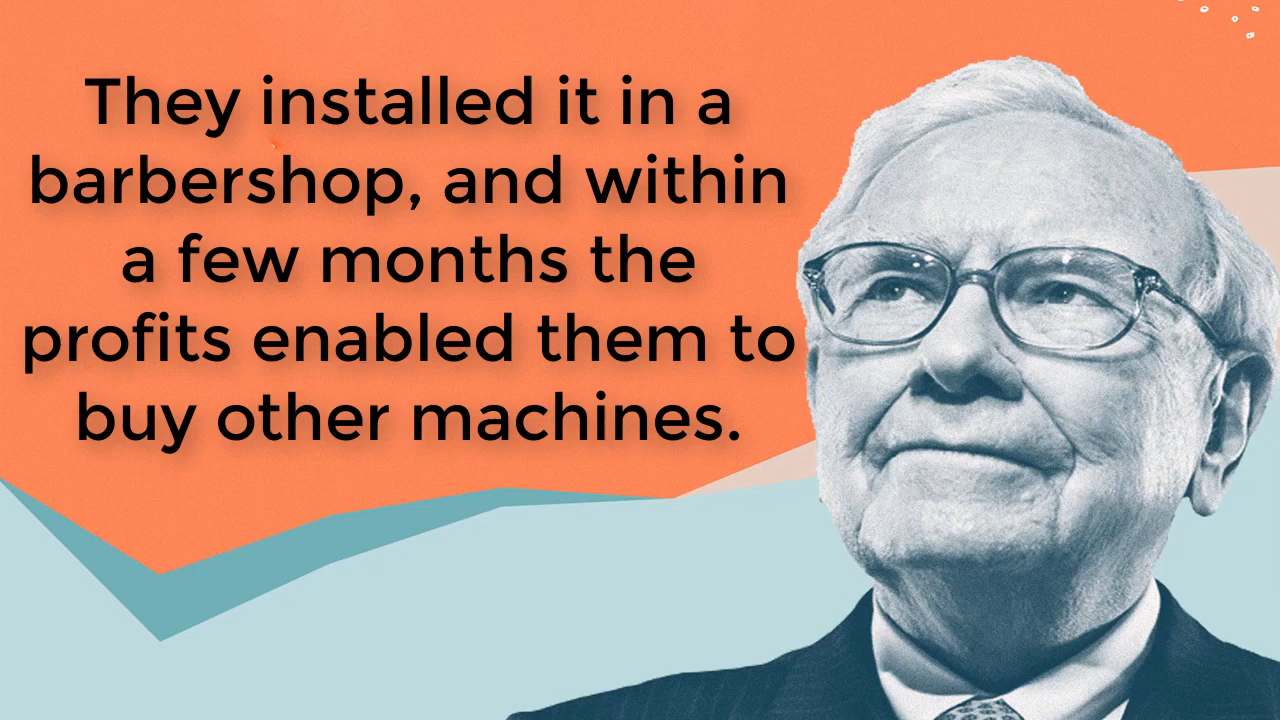 They installed it in a
barbershop, and within
a few months the
profits enabled them to
buy other machines.